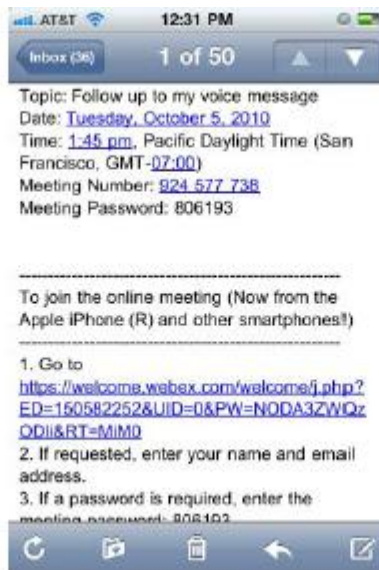 AT&T 12:31 PM
Inbox (36) 1 of 50
Topic: Follow up to my voice message
Date: Tuesday, October 5, 2010
Time: 1:45 pm, Pacific Daylight Time (San
Francisco, GMT-07:00)
Meeting Number: 924 577 738
Meeting Password: 806193
-------------------------------------------------------
To join the online meeting (Now from the
Apple iPhone (R) and other smartphones!!)
-------------------------------------------------------
1. Go to
https://welcome.webex.com/welcome/j.php?
ED=150582252&UID=0&PW=NODA3ZWQz
ODli&RT=MiM0
2. If requested, enter your name and email
address.
3. If a password is required, enter the
meeting password: 806193